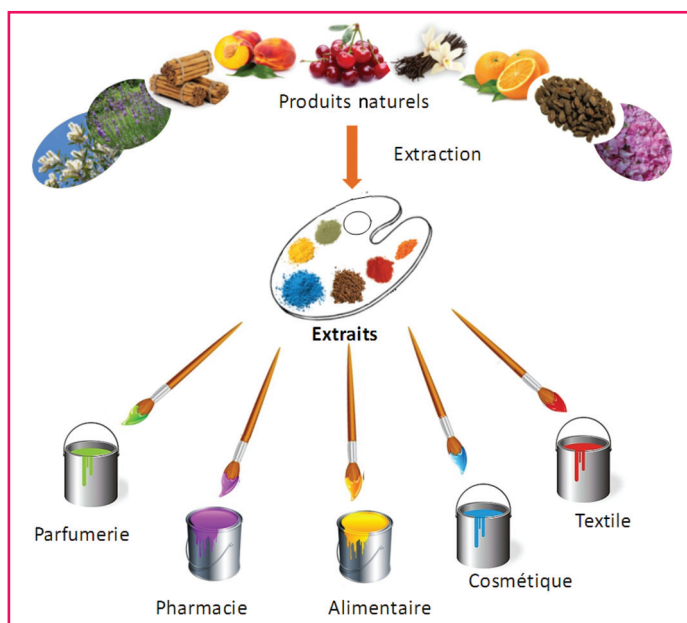 Produits naturels
Extraction
Extraits
Parfumerie
Pharmacie
Alimentaire
Cosmétique
Textile